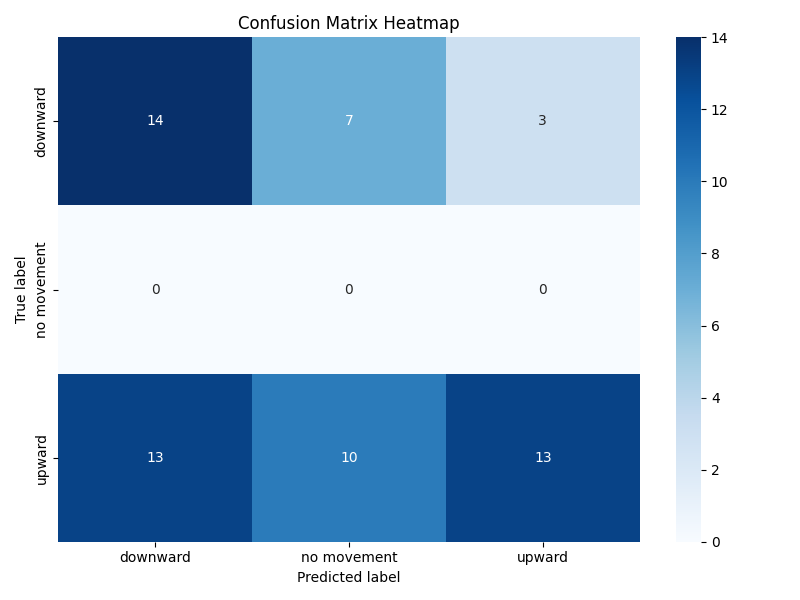 Confusion Matrix Heatmap
True label
downward
14 7 3
no movement
0 0 0
upward
13 10 13
downward no movement upward
Predicted label
14
12
10
8
6
4
2
0